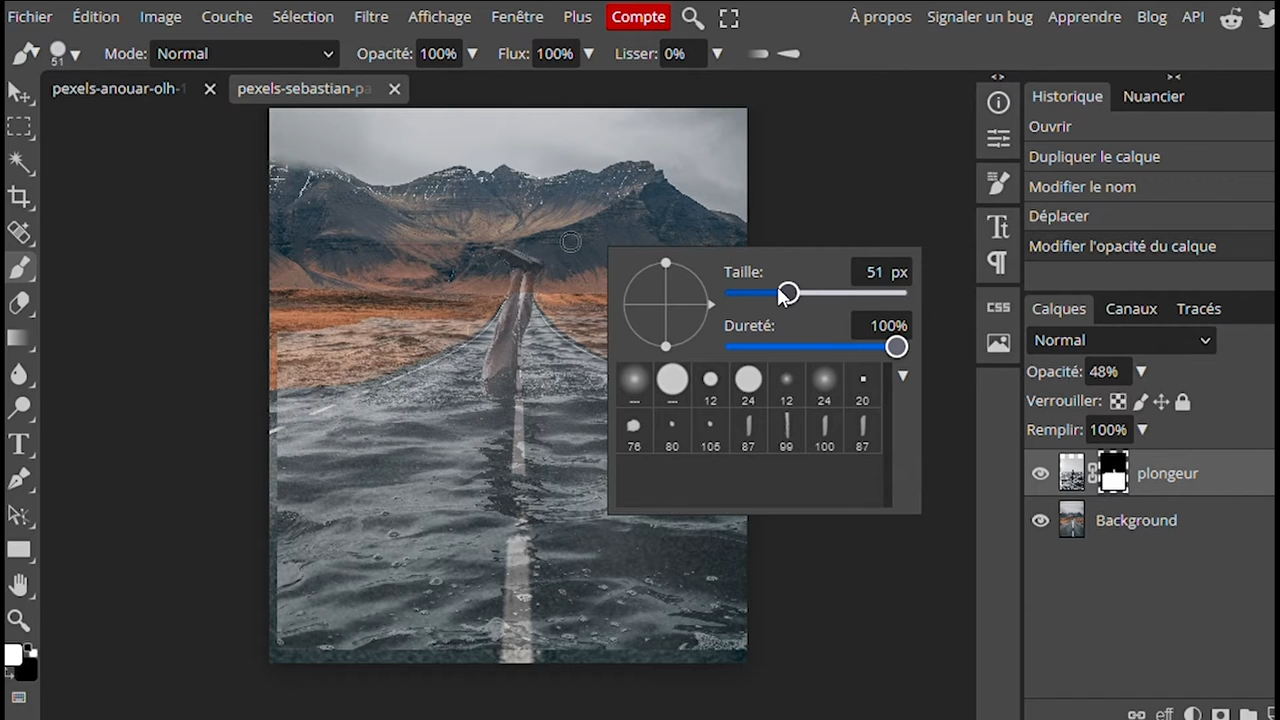 Fichier Édition Image Couche Sélection Filtre Affichage Fenêtre Plus Compte À propos Signaler un bug Apprendre Blog API
51 Mode: Normal Opacité: 100% Flux: 100% Lisser: 0%
pexels-anouar-olh- pexels-sebastian-pa
Historique Nuancier
Ouvrir
Dupliquer le calque
Modifier le nom
Déplacer
Modifier l'opacité du calque
Taille: 51 px
Dureté: 100%
--- --- 12 24 12 24 20
76 80 105 87 99 100 87
CSS
Calques Canaux Tracés
Normal
Opacité: 48%
Verrouiller:
Remplir: 100%
plongeur
Background
eff